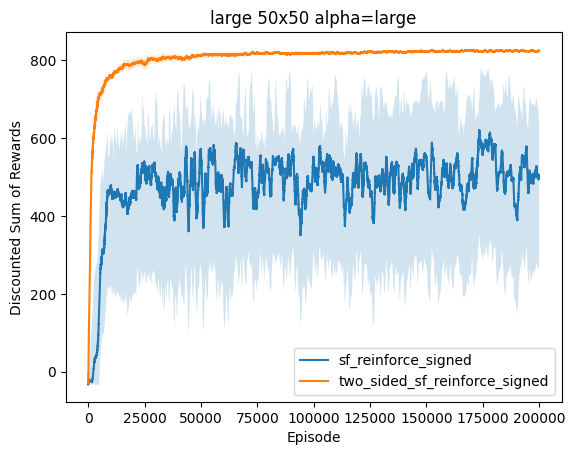 large 50x50 alpha=large
Discounted Sum of Rewards
800
600
400
200
0
sf_reinforce_signed
two_sided_sf_reinforce_signed
0 25000 50000 75000 100000 125000 150000 175000 200000
Episode